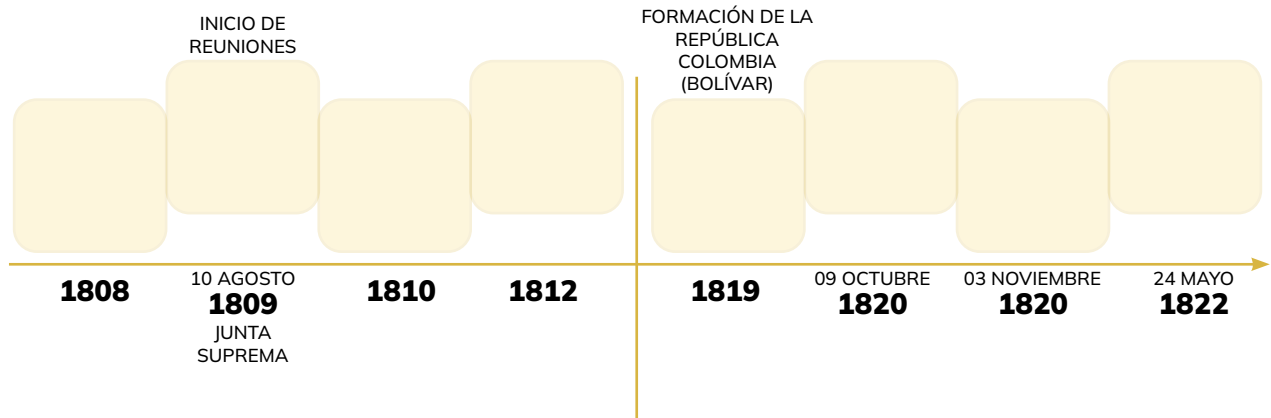 INICIO DE
REUNIONES
FORMACIÓN DE LA
REPÚBLICA
COLOMBIA
(BOLÍVAR)
1808
10 AGOSTO
1809
JUNTA
SUPREMA
1810
1812
1819
09 OCTUBRE
1820
03 NOVIEMBRE
1820
24 MAYO
1822